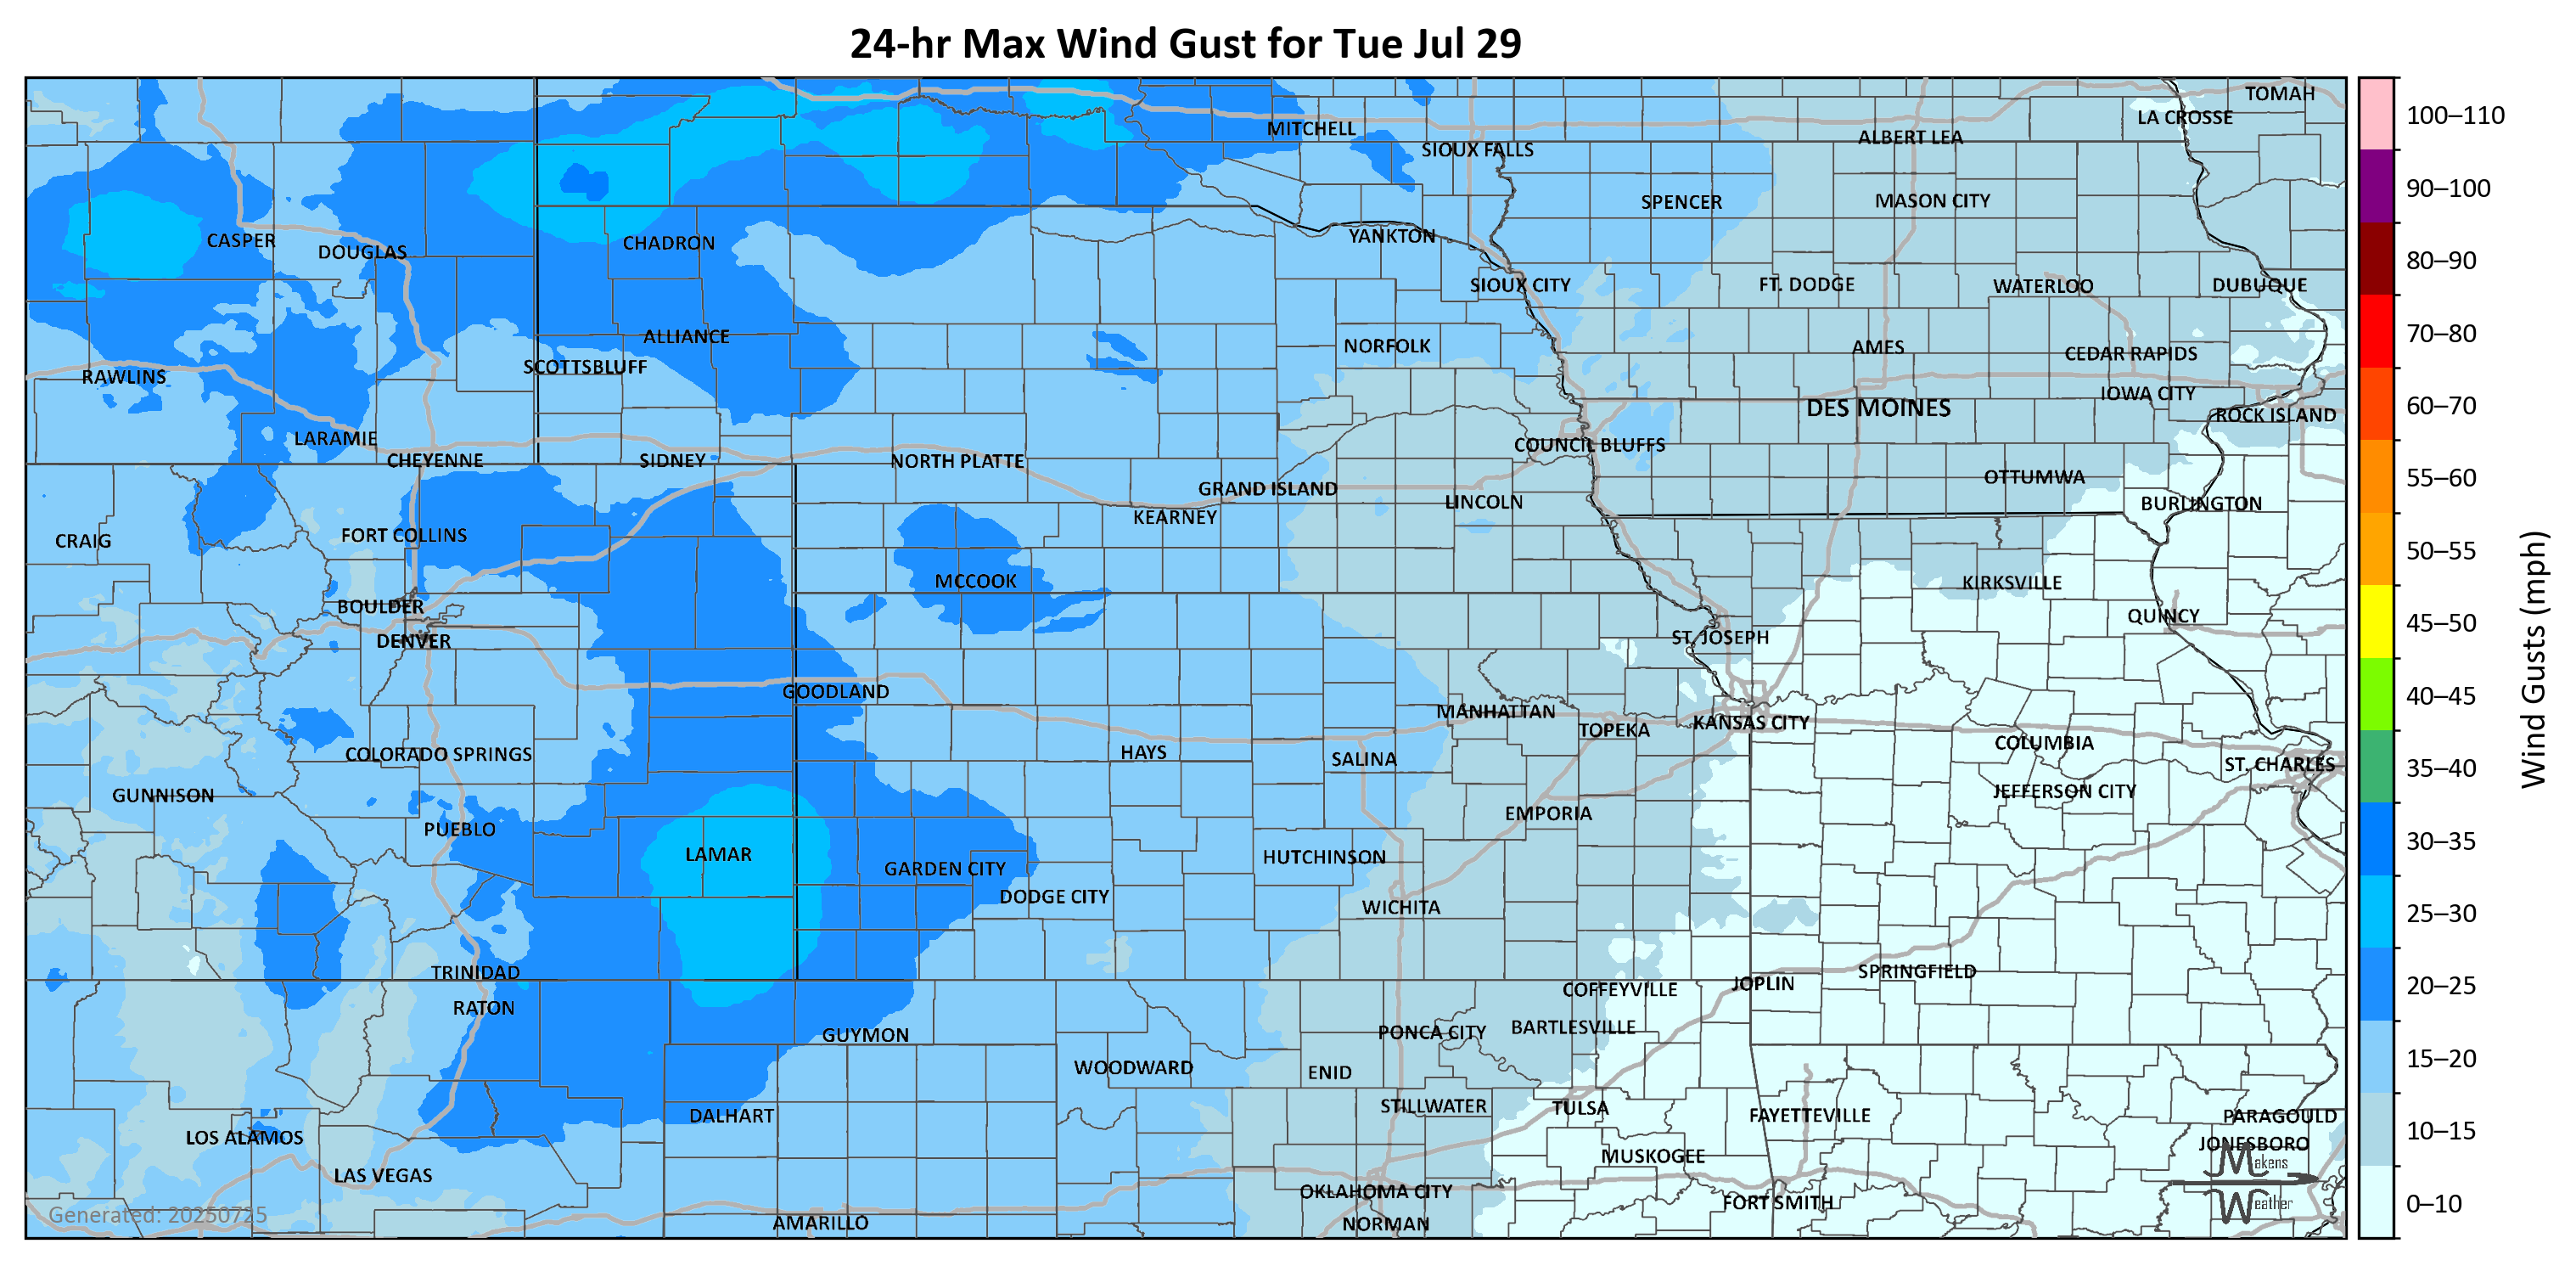 24-hr Max Wind Gust for Tue Jul 29
TOMAH
LA CROSSE
MITCHELL
ALBERT LEA
SIOUX FALLS
SPENCER
MASON CITY
CASPER
DOUGLAS
CHADRON
YANKTON
SIOUX CITY
FT. DODGE
WATERLOO
DUBUQUE
ALLIANCE
NORFOLK
AMES
CEDAR RAPIDS
SCOTTSBLUFF
RAWLINS
IOWA CITY
DES MOINES
ROCK ISLAND
LARAMIE
COUNCIL BLUFFS
CHEYENNE
SIDNEY
NORTH PLATTE
OTTUMWA
GRAND ISLAND
LINCOLN
BURLINGTON
KEARNEY
FORT COLLINS
CRAIG
MCCOOK
KIRKSVILLE
BOULDER
QUINCY
DENVER
ST. JOSEPH
GOODLAND
MANHATTAN
TOPEKA
KANSAS CITY
COLUMBIA
COLORADO SPRINGS
HAYS
SALINA
ST. CHARLES
GUNNISON
JEFFERSON CITY
EMPORIA
PUEBLO
LAMAR
HUTCHINSON
GARDEN CITY
DODGE CITY
WICHITA
TRINIDAD
SPRINGFIELD
JOPLIN
COFFEYVILLE
RATON
BARTLESVILLE
PONCA CITY
GUYMON
WOODWARD
ENID
STILLWATER
TULSA
DALHART
FAYETTEVILLE
PARAGOULD
LOS ALAMOS
JONESBORO
MUSKOGEE
LAS VEGAS
OKLAHOMA CITY
FORT SMITH
AMARILLO
NORMAN
Generated: 20250725
Makens
Weather
100–110
90–100
80–90
70–80
60–70
55–60
50–55
45–50
40–45
35–40
30–35
25–30
20–25
15–20
10–15
0–10
Wind Gusts (mph)